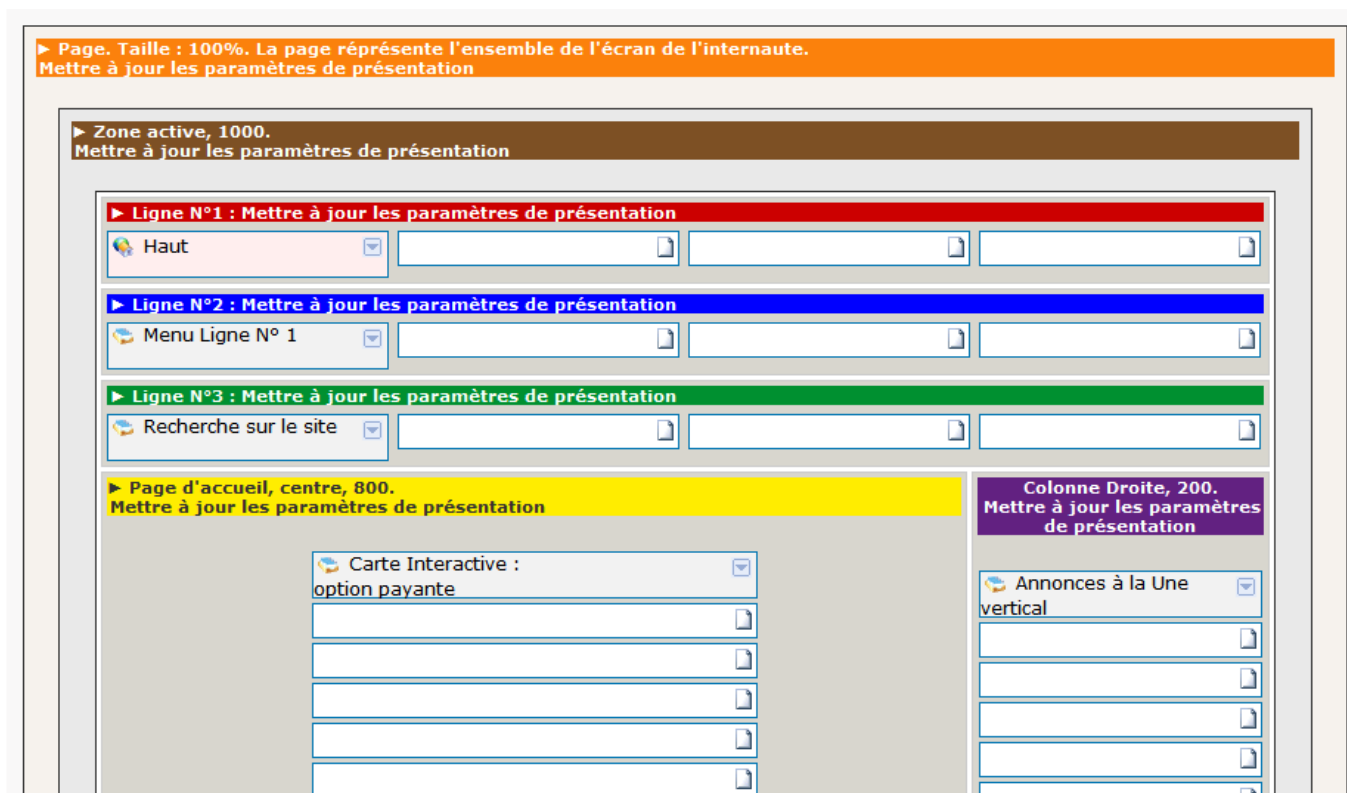 ► Page. Taille : 100%. La page réprésente l'ensemble de l'écran de l'internaute.
Mettre à jour les paramètres de présentation
► Zone active, 1000.
Mettre à jour les paramètres de présentation
► Ligne N°1 : Mettre à jour les paramètres de présentation
Haut
► Ligne N°2 : Mettre à jour les paramètres de présentation
Menu Ligne N° 1
► Ligne N°3 : Mettre à jour les paramètres de présentation
Recherche sur le site
► Page d'accueil, centre, 800.
Mettre à jour les paramètres de présentation
Carte Interactive :
option payante
Colonne Droite, 200.
Mettre à jour les paramètres
de présentation
Annonces à la Une
vertical